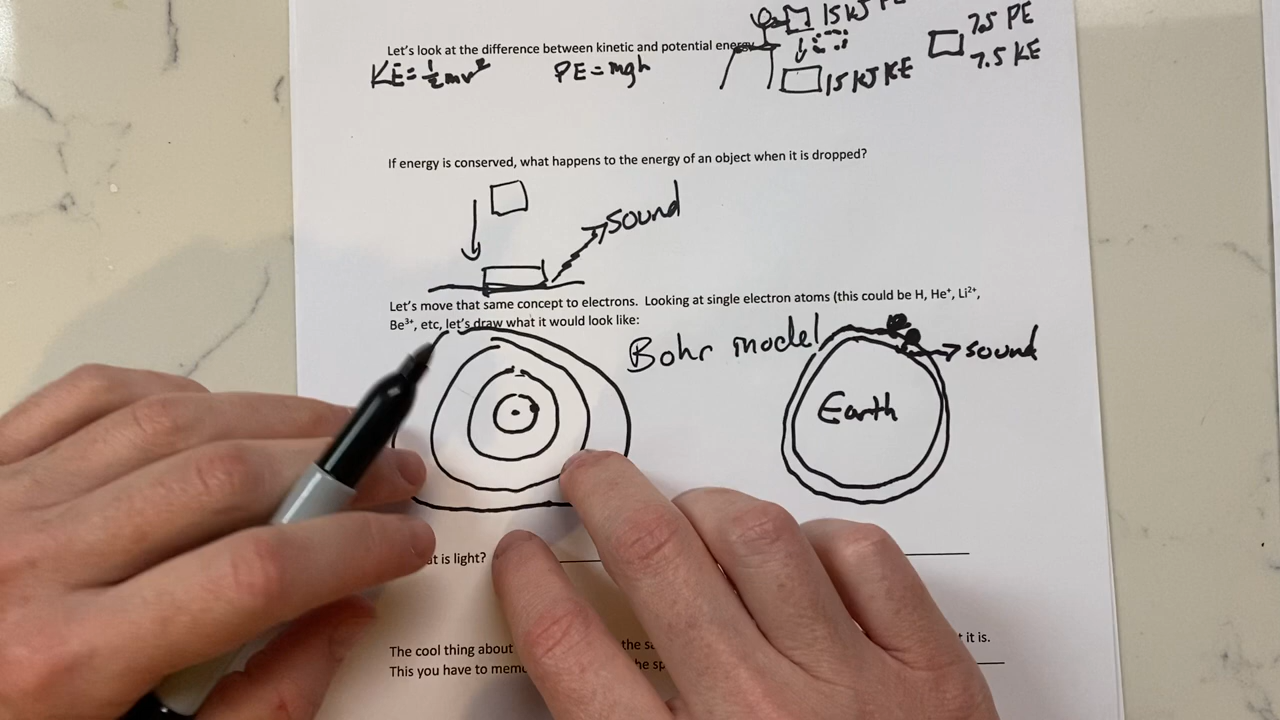 15 KJ PE
7.5 PE
Let's look at the difference between kinetic and potential energy
KE=½mv² PE=mgh
15 KJ KE
7.5 KE
If energy is conserved, what happens to the energy of an object when it is dropped?
sound
Let's move that same concept to electrons. Looking at single electron atoms (this could be H, He⁺, Li²⁺,
Be³⁺, etc, let's draw what it would look like:
Bohr model
sound
Earth
is light?
The cool thing about the it is.
This you have to